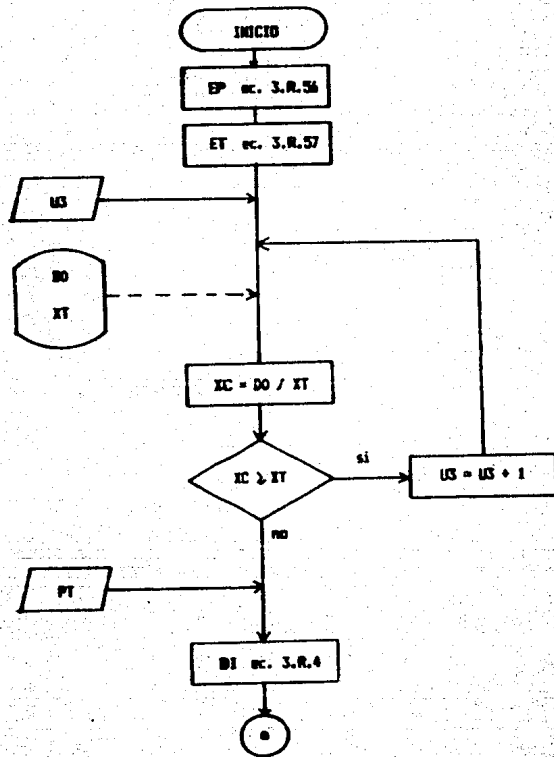 INICIO
EP ec. 3.R.56
ET ec. 3.R.57
U3
DO
XT
XC = DO / XT
XC ≥ XT
si
U3 = U3 + 1
no
PT
DI ec. 3.R.4
a